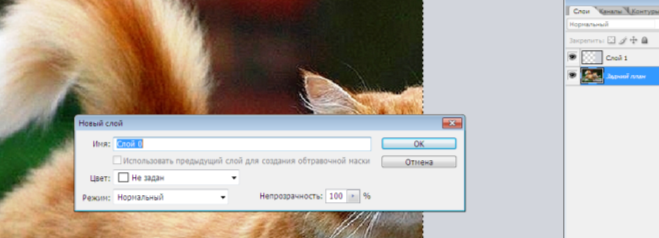 Слои Каналы Контуры
Нормальный
Закрепить:
Слой 1
Задний план
Новый слой
Имя: Слой 0
OK
Использовать предыдущий слой для создания обтравочной маски
Отмена
Цвет: Не задан
Режим: Нормальный Непрозрачность: 100 %